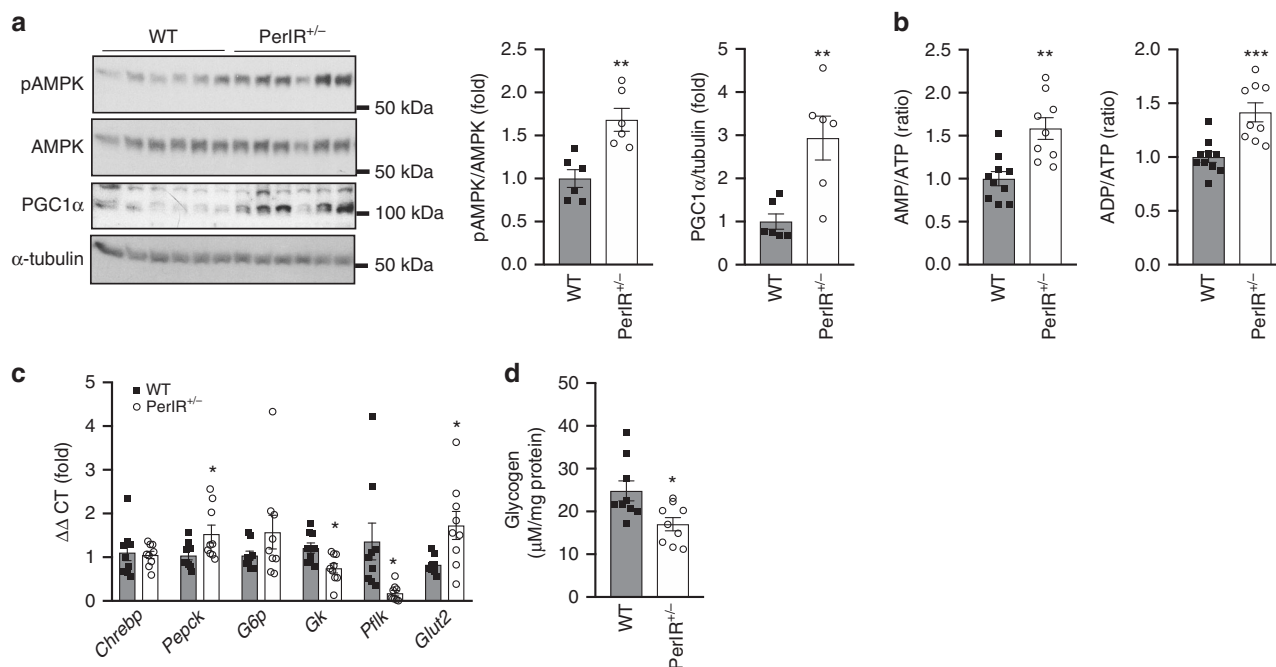 a
WT PerIR+/−
pAMPK
50 kDa
AMPK
50 kDa
PGC1α
100 kDa
α-tubulin
50 kDa
pAMPK/AMPK (fold)
2.5
2.0
1.5
1.0
0.5
0.0
**
WT
PerIR+/−
PGC1α/tubulin (fold)
5
4
3
2
1
0
**
WT
PerIR+/−
b
AMP/ATP (ratio)
2.5
2.0
1.5
1.0
0.5
0.0
**
WT
PerIR+/−
ADP/ATP (ratio)
2.0
1.5
1.0
0.5
0.0
***
WT
PerIR+/−
c
WT
PerIR+/−
ΔΔ CT (fold)
5
4
3
2
1
0
*
*
*
*
Chrebp
Pepck
G6p
Gk
Pflk
Glut2
d
Glycogen
(μM/mg protein)
50
40
30
20
10
0
*
WT
PerIR+/−